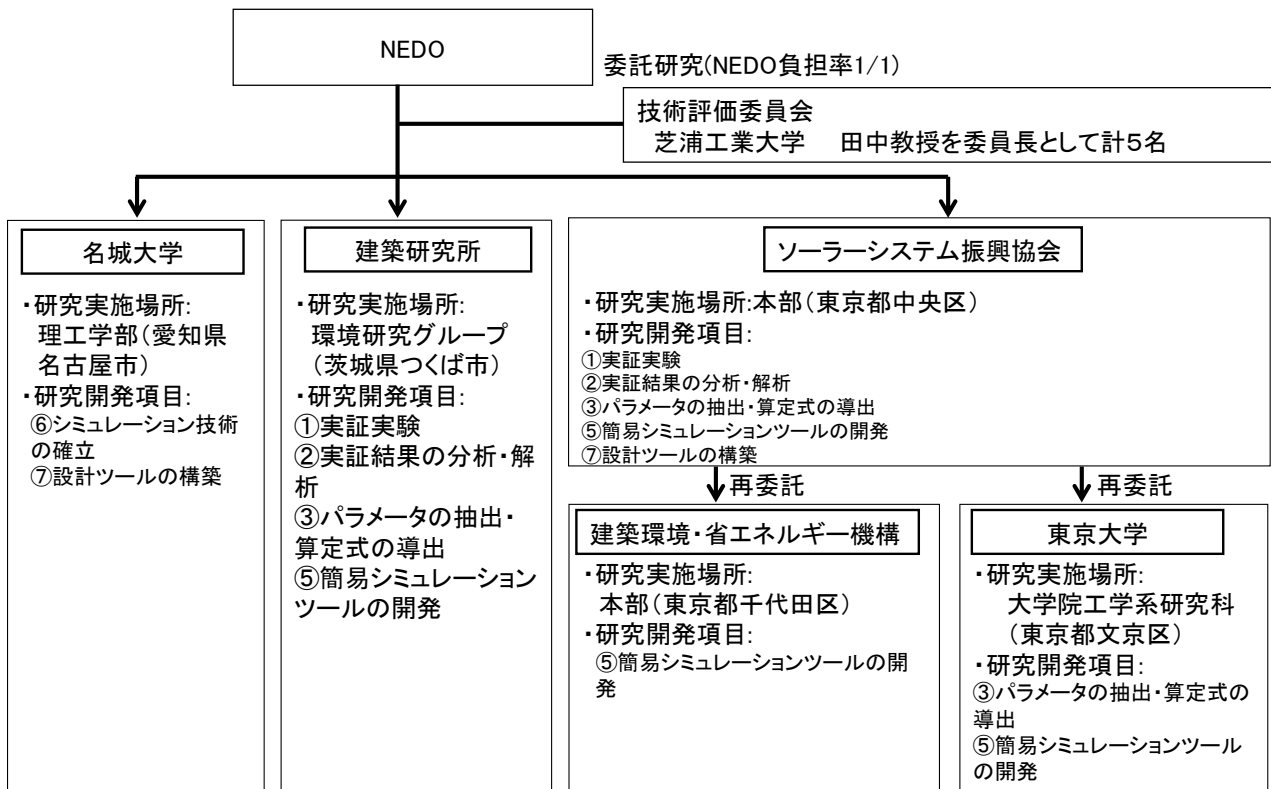 NEDO
委託研究(NEDO負担率1/1)
技術評価委員会
芝浦工業大学　田中教授を委員長として計5名
名城大学
・研究実施場所:
理工学部(愛知県
名古屋市)
・研究開発項目:
⑥シミュレーション技術
の確立
⑦設計ツールの構築
建築研究所
・研究実施場所:
環境研究グループ
(茨城県つくば市)
・研究開発項目:
①実証実験
②実証結果の分析・解
析
③パラメータの抽出・
算定式の導出
⑤簡易シミュレーション
ツールの開発
ソーラーシステム振興協会
・研究実施場所:本部(東京都中央区)
・研究開発項目:
①実証実験
②実証結果の分析・解析
③パラメータの抽出・算定式の導出
⑤簡易シミュレーションツールの開発
⑦設計ツールの構築
再委託
再委託
建築環境・省エネルギー機構
・研究実施場所:
本部(東京都千代田区)
・研究開発項目:
⑤簡易シミュレーションツールの開
発
東京大学
・研究実施場所:
大学院工学系研究科
(東京都文京区)
・研究開発項目:
③パラメータの抽出・算定式の
導出
⑤簡易シミュレーションツール
の開発